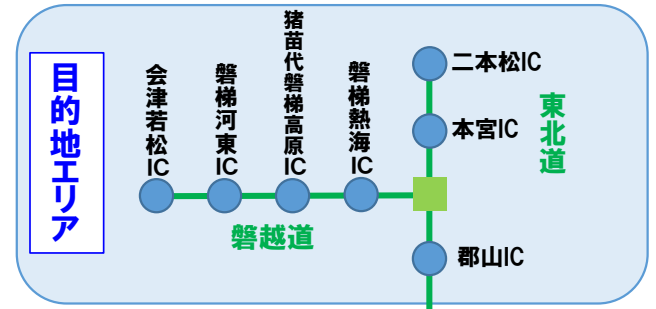 目的地エリア
会津若松IC
磐梯河東IC
猪苗代磐梯高原IC
磐梯熱海IC
二本松IC
本宮IC
東北道
磐越道
郡山IC